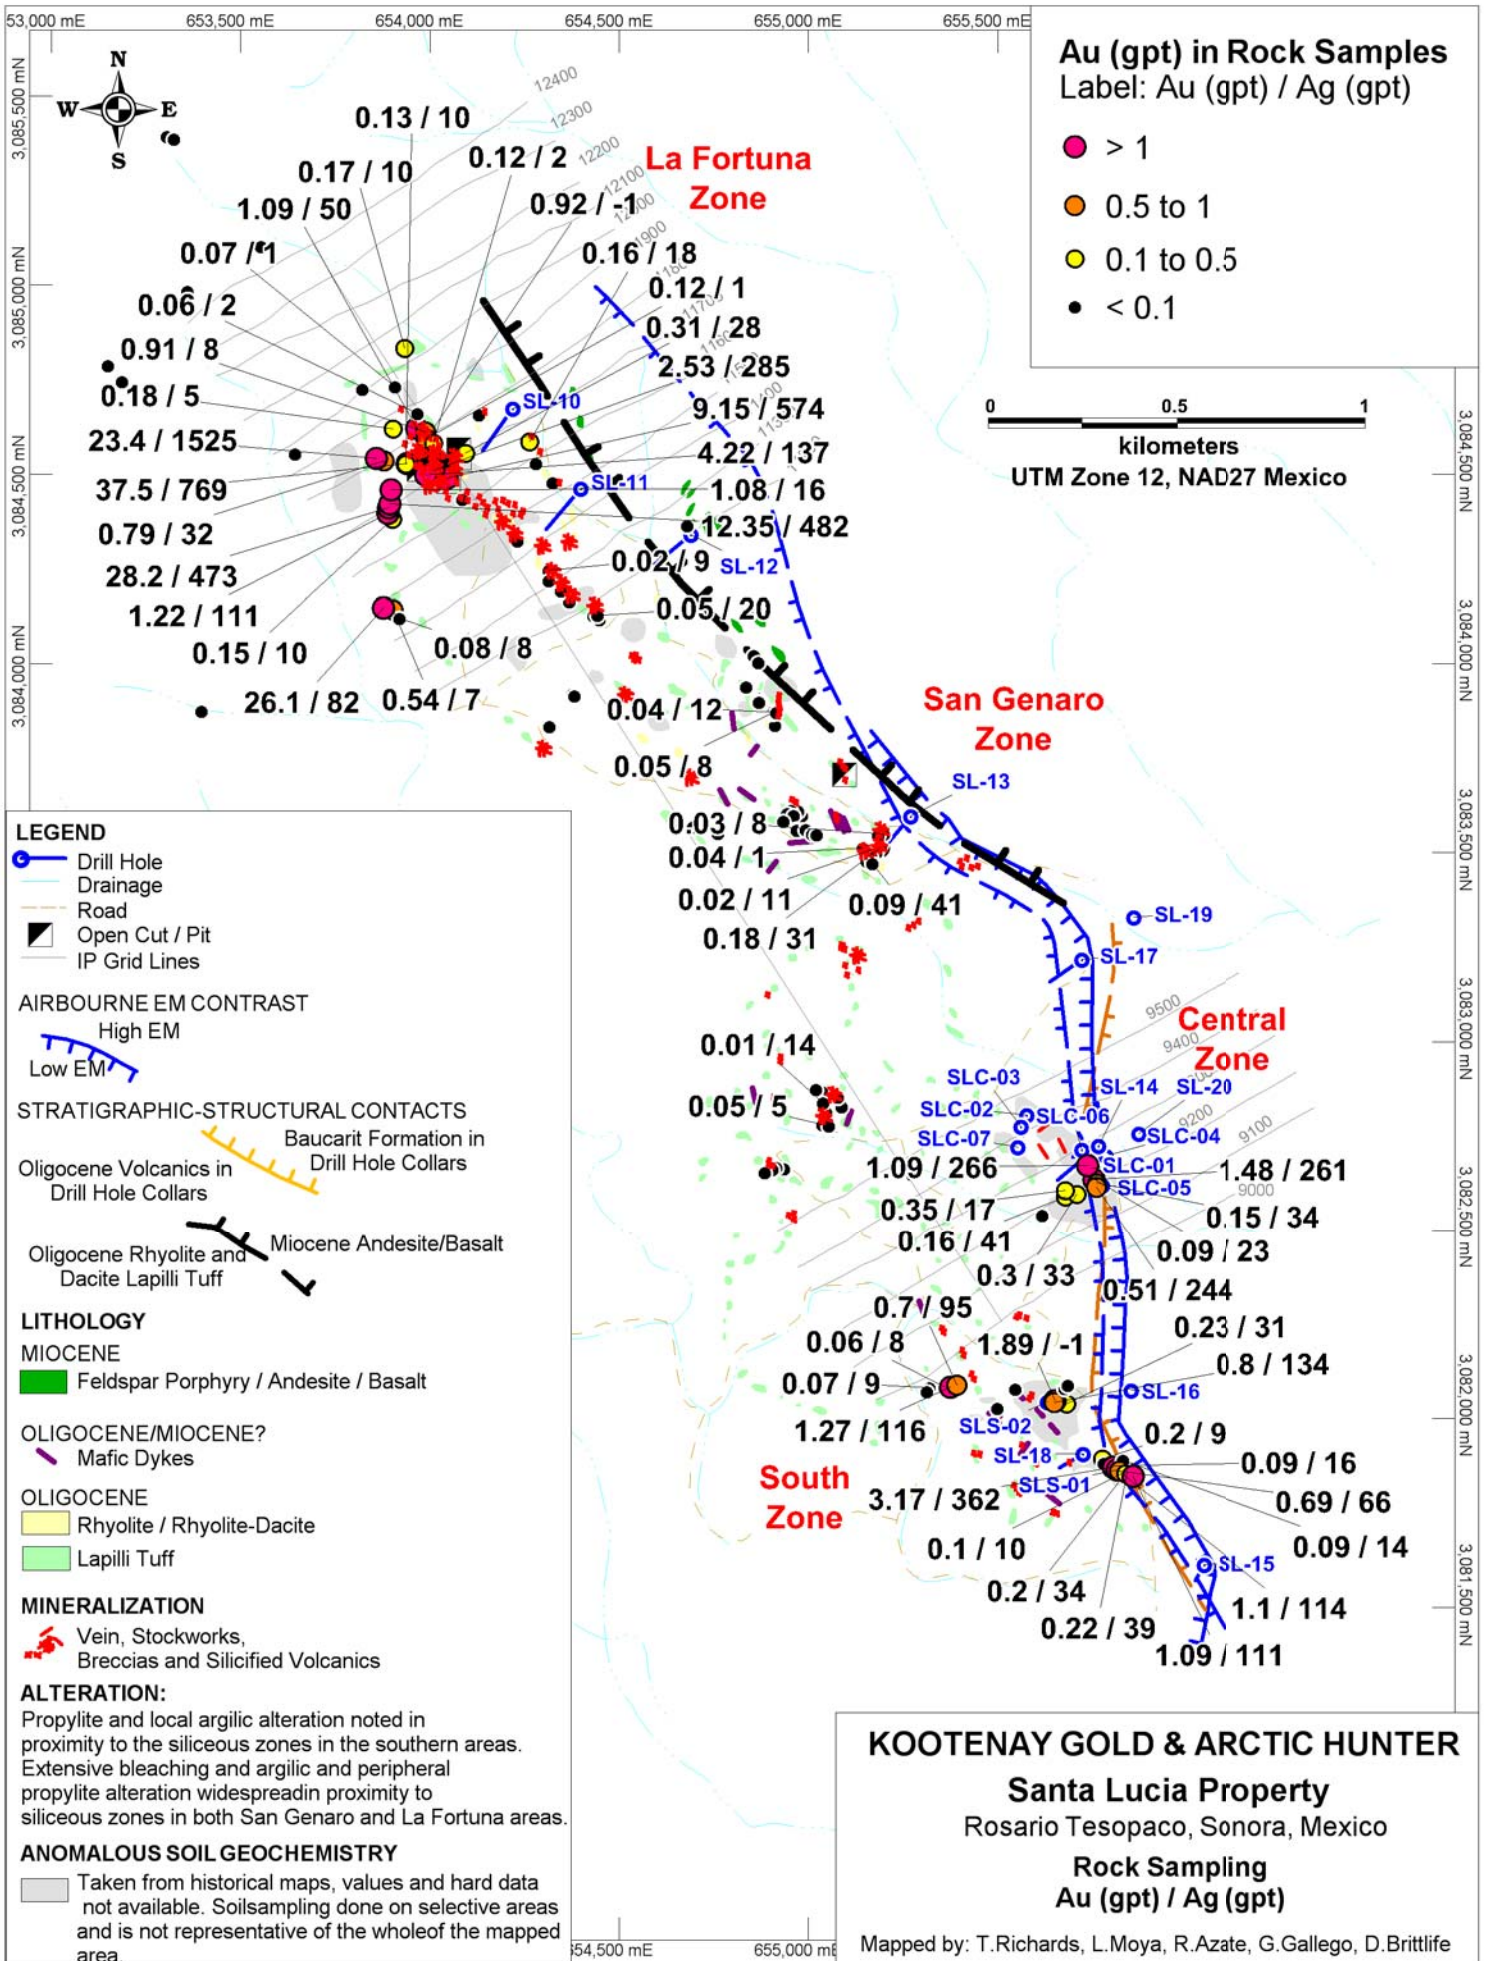 53,000 mE
653,500 mE
654,000 mE
654,500 mE
655,000 mE
655,500 mE
Au (gpt) in Rock Samples
Label: Au (gpt) / Ag (gpt)
> 1
0.5 to 1
0.1 to 0.5
< 0.1
0
0.5
1
kilometers
UTM Zone 12, NAD27 Mexico
N
W
E
S
3,085,500 mN
3,085,000 mN
3,084,500 mN
3,084,000 mN
12400
12300
12200
12100
La Fortuna
Zone
0.13 / 10
0.12 / 2
0.17 / 10
0.92 / -1
1.09 / 50
0.16 / 18
0.06 / 2
0.12 / 1
0.31 / 28
0.91 / 8
2.53 / 285
0.18 / 5
9.15 / 574
SL-10
23.4 / 1525
4.22 / 137
37.5 / 769
SL-11
1.08 / 16
0.79 / 32
12.35 / 482
28.2 / 473
0.02 / 9
SL-12
1.22 / 111
0.05 / 20
0.15 / 10
0.08 / 8
26.1 / 82
0.54 / 7
0.04 / 12
0.05 / 8
San Genaro
Zone
SL-13
0.03 / 8
0.04 / 1
0.02 / 11
0.09 / 41
0.18 / 31
SL-19
SL-17
9500
9400
9200
9100
9000
Central
Zone
0.01 / 14
0.05 / 5
SLC-03
SL-14
SL-20
SLC-02
SLC-06
SLC-07
SLC-04
1.09 / 266
SLC-01
1.48 / 261
SLC-05
0.35 / 17
0.15 / 34
0.16 / 41
0.09 / 23
0.3 / 33
0.51 / 244
0.7 / 95
0.23 / 31
0.06 / 8
1.89 / -1
0.8 / 134
0.07 / 9
SL-16
1.27 / 116
SLS-02
0.2 / 9
SL-18
0.09 / 16
South
Zone
SLS-01
3.17 / 362
0.69 / 66
0.1 / 10
0.09 / 14
SL-15
0.2 / 34
1.1 / 114
0.22 / 39
1.09 / 111
3,084,500 mN
3,084,000 mN
3,083,500 mN
3,083,000 mN
3,082,500 mN
3,082,000 mN
3,081,500 mN
LEGEND
Drill Hole
Drainage
Road
Open Cut / Pit
IP Grid Lines
AIRBOURNE EM CONTRAST
High EM
Low EM
STRATIGRAPHIC-STRUCTURAL CONTACTS
Baucarit Formation in
Drill Hole Collars
Oligocene Volcanics in
Drill Hole Collars
Miocene Andesite/Basalt
Oligocene Rhyolite and
Dacite Lapilli Tuff
LITHOLOGY
MIOCENE
Feldspar Porphyry / Andesite / Basalt
OLIGOCENE/MIOCENE?
Mafic Dykes
OLIGOCENE
Rhyolite / Rhyolite-Dacite
Lapilli Tuff
MINERALIZATION
Vein, Stockworks,
Breccias and Silicified Volcanics
ALTERATION:
Propylite and local argilic alteration noted in
proximity to the siliceous zones in the southern areas.
Extensive bleaching and argilic and peripheral
propylite alteration widespreadin proximity to
siliceous zones in both San Genaro and La Fortuna areas.
ANOMALOUS SOIL GEOCHEMISTRY
Taken from historical maps, values and hard data
not available. Soilsampling done on selective areas
and is not representative of the wholeof the mapped
area.
654,500 mE
655,000 mE
KOOTENAY GOLD & ARCTIC HUNTER
Santa Lucia Property
Rosario Tesopaco, Sonora, Mexico
Rock Sampling
Au (gpt) / Ag (gpt)
Mapped by: T.Richards, L.Moya, R.Azate, G.Gallego, D.Brittlife